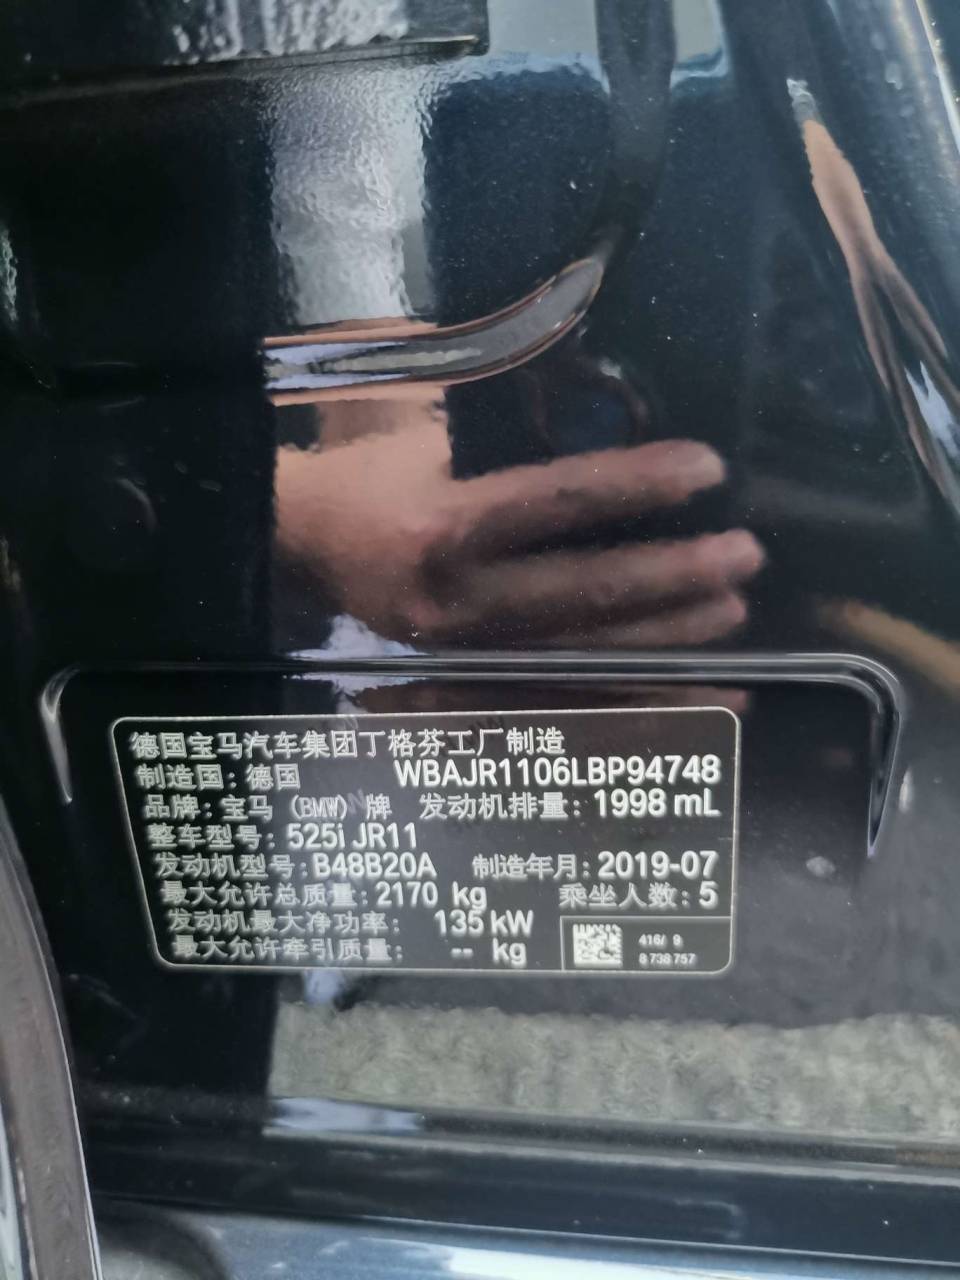 德国宝马汽车集团丁格芬工厂制造
制造国：德国 WBAJR1106LBP94748
品牌：宝马（BMW）牌 发动机排量：1998 mL
整车型号：525i JR11
发动机型号：B48B20A 制造年月：2019-07
最大允许总质量：2170 kg 乘坐人数：5
发动机最大净功率： 135 kW
最大允许牵引质量： -- kg
416/ 9
8 738 757